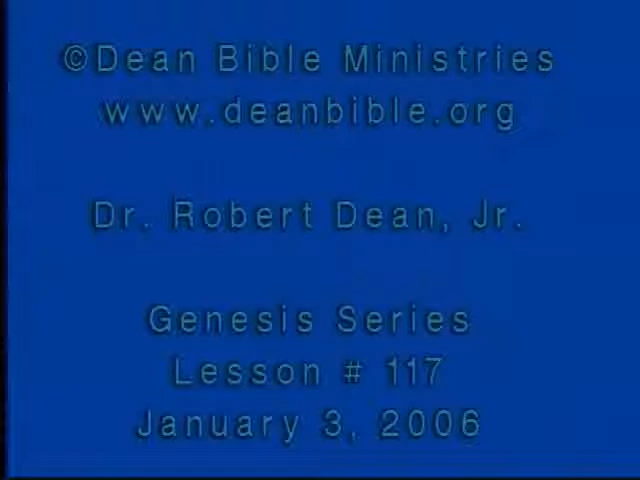 ©Dean Bible Ministries
www.deanbible.org
Dr. Robert Dean, Jr.
Genesis Series
Lesson # 117
January 3, 2006